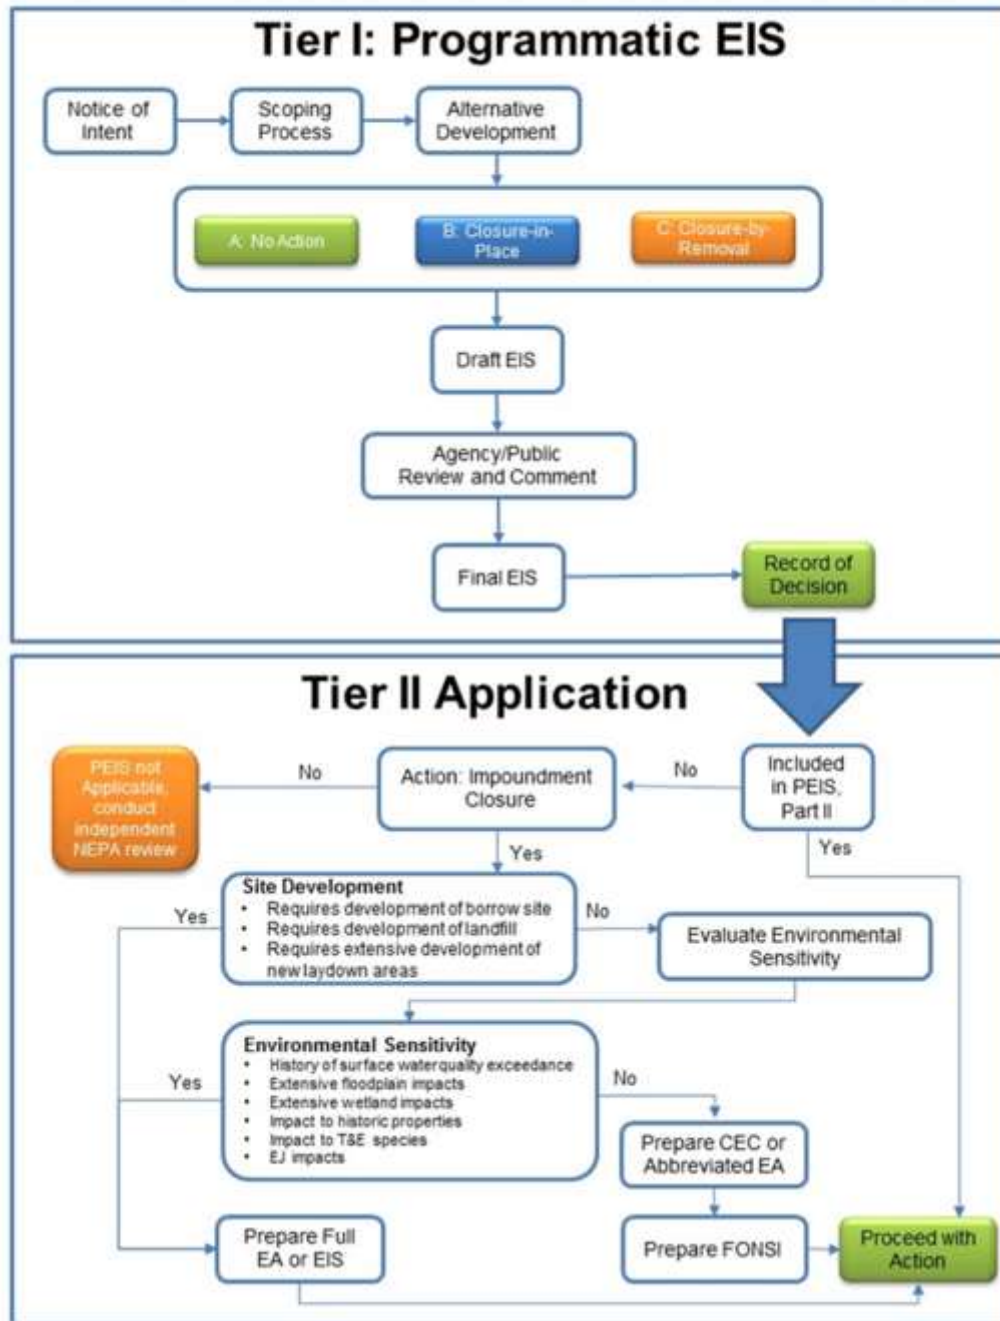 Tier I: Programmatic EIS
Notice of
Intent
Scoping
Process
Alternative
Development
A: No Action
B: Closure-in-
Place
C: Closure-by-
Removal
Draft EIS
Agency/Public
Review and Comment
Final EIS
Record of
Decision
Tier II Application
PEIS not
Applicable,
conduct
independent
NEPA review
No
Action: Impoundment
Closure
No
Included
in PEIS,
Part II
Yes
Yes
Site Development
• Requires development of borrow site
• Requires development of landfill
• Requires extensive development of
new laydown areas
Yes
No
Evaluate Environmental
Sensitivity
Environmental Sensitivity
• History of surface water quality exceedance
• Extensive floodplain impacts
• Extensive wetland impacts
• Impact to historic properties
• Impact to T&E species
• EJ impacts
Yes
No
Prepare CEC or
Abbreviated EA
Prepare Full
EA or EIS
Prepare FONSI
Proceed with
Action